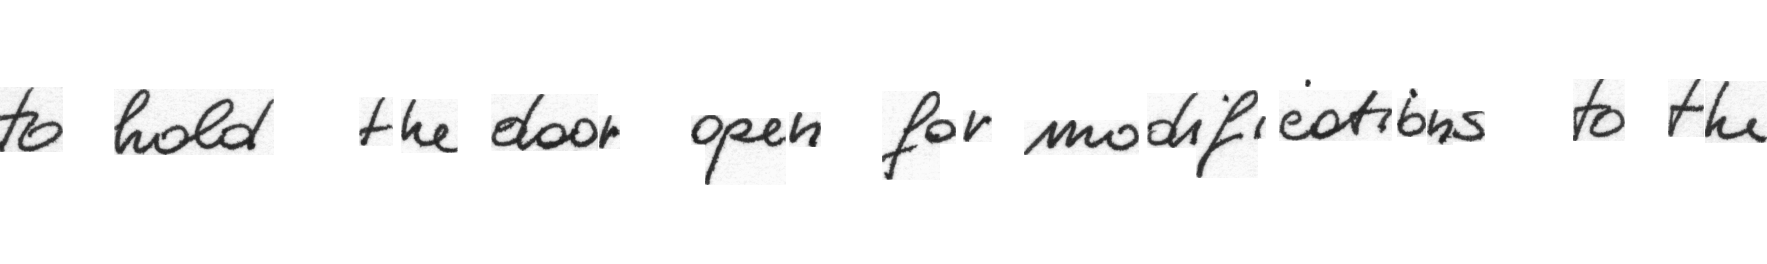 to hold the door open for modifications to the